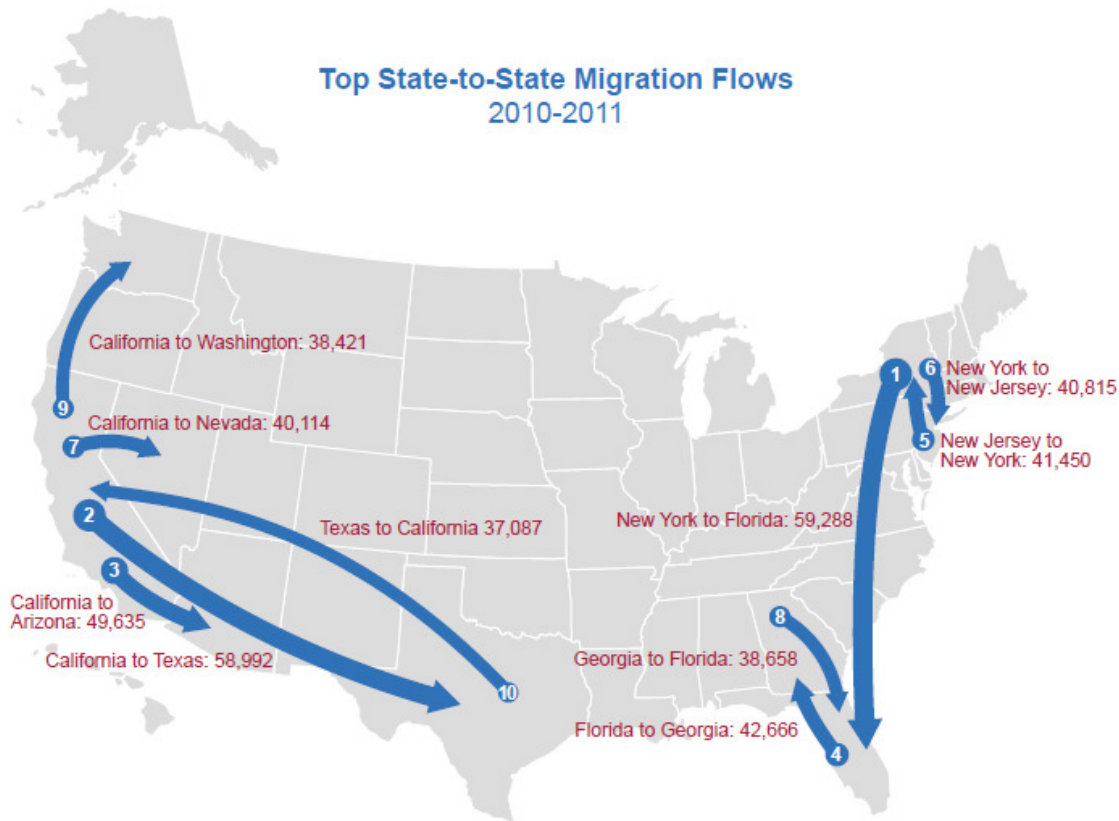 Top State-to-State Migration Flows
2010-2011
California to Washington: 38,421
9
California to Nevada: 40,114
7
1
6
New York to
New Jersey: 40,815
5
New Jersey to
New York: 41,450
2
Texas to California 37,087
New York to Florida: 59,288
3
California to
Arizona: 49,635
California to Texas: 58,992
10
8
Georgia to Florida: 38,658
Florida to Georgia: 42,666
4